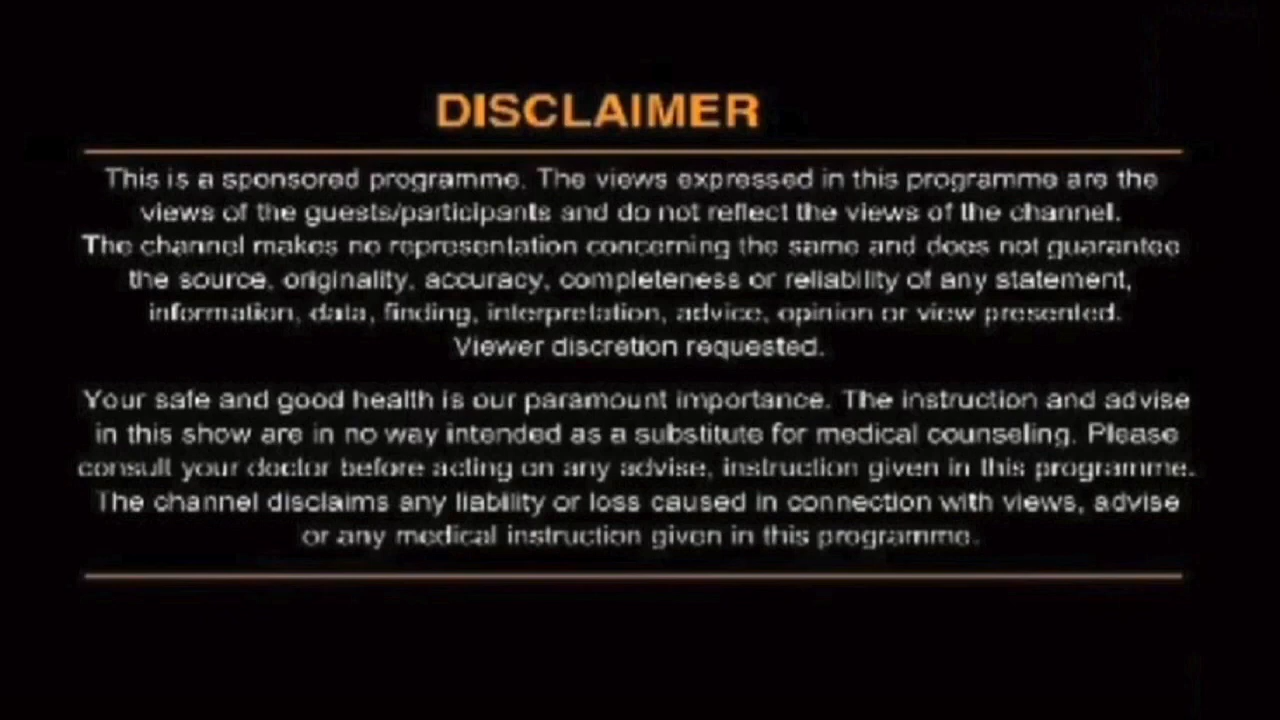 DISCLAIMER
This is a sponsored programme. The views expressed in this programme are the
views of the guests/participants and do not reflect the views of the channel.
The channel makes no representation concerning the same and does not guarantee
the source, originality, accuracy, completeness or reliability of any statement,
information, data, finding, interpretation, advice, opinion or view presented.
Viewer discretion requested.
Your safe and good health is our paramount importance. The instruction and advise
in this show are in no way intended as a substitute for medical counseling. Please
consult your doctor before acting on any advise, instruction given in this programme.
The channel disclaims any liability or loss caused in connection with views, advise
or any medical instruction given in this programme.